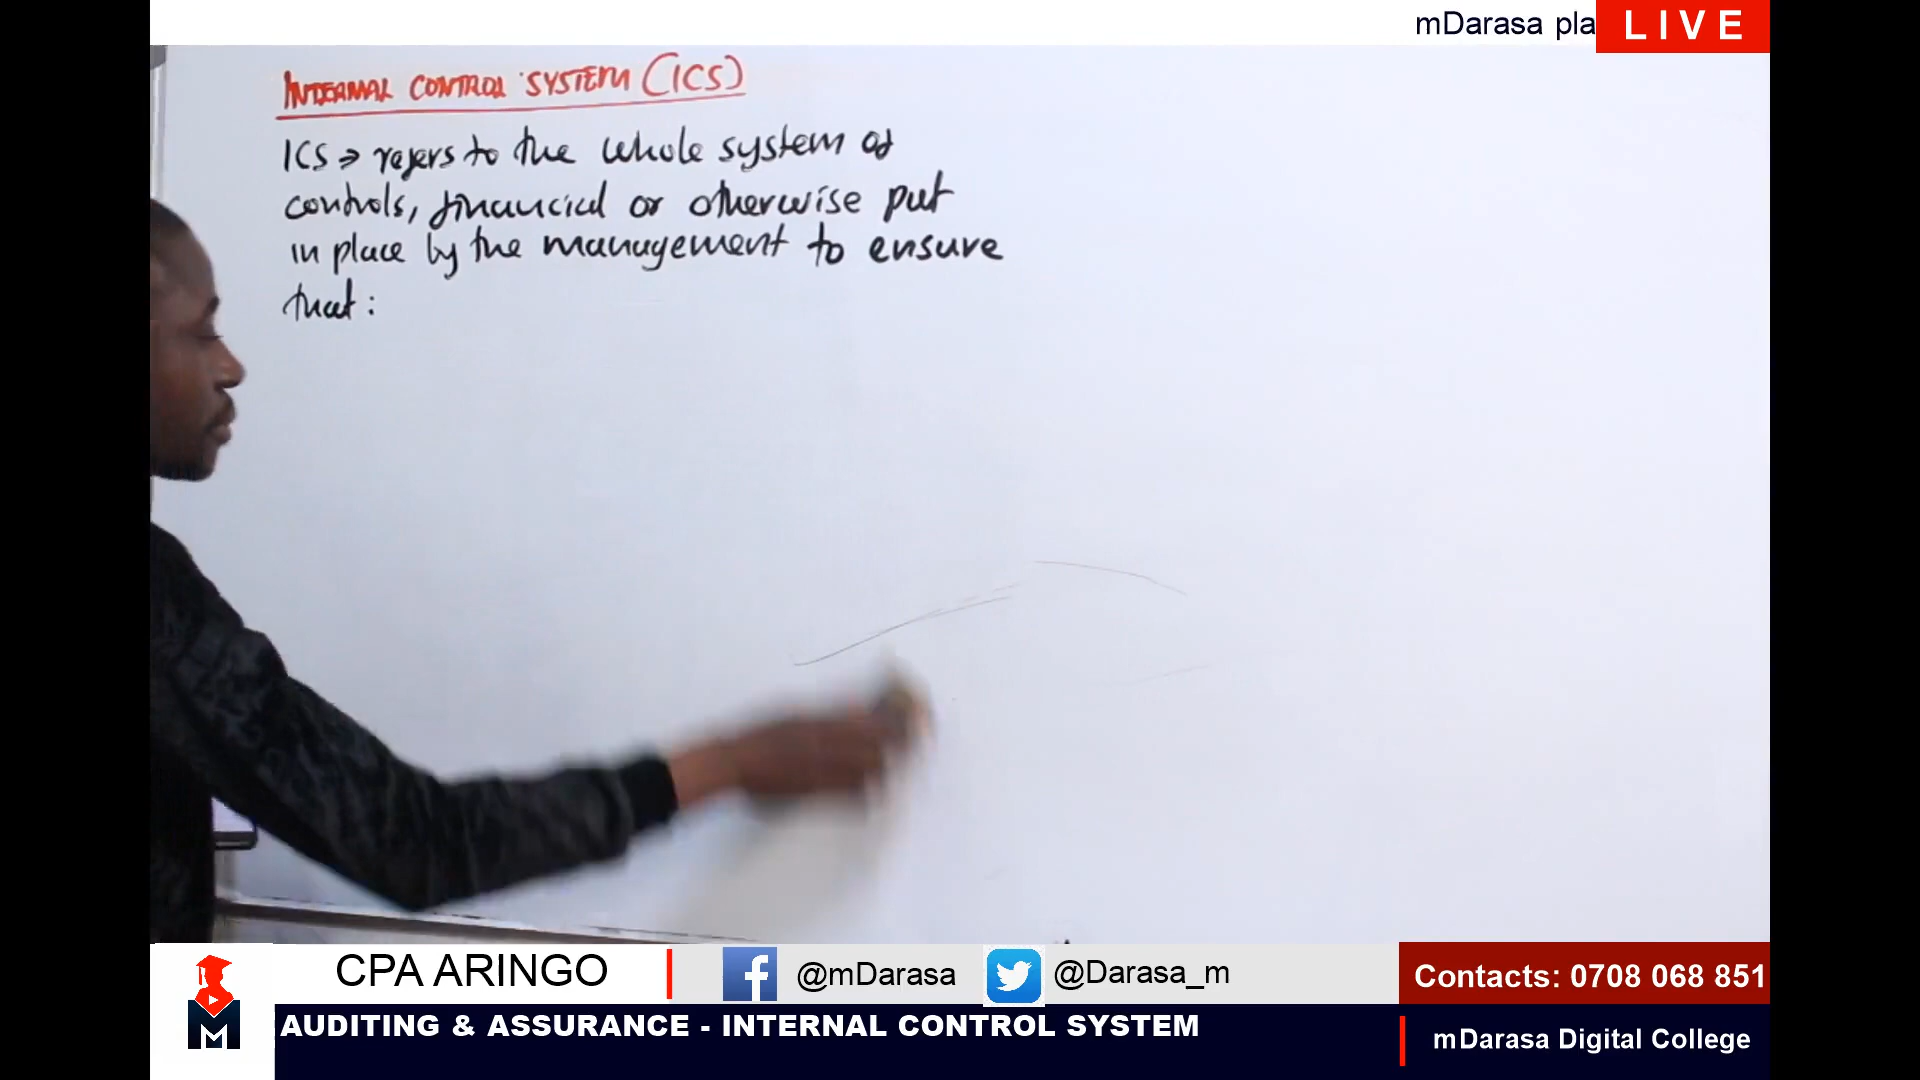 mDarasa pla
LIVE
INTERNAL CONTROL SYSTEM (ICS)
ICS => refers to the whole system of
controls, financial or otherwise put
in place by the management to ensure
that:
CPA ARINGO
@mDarasa
@Darasa_m
Contacts: 0708 068 851
M
AUDITING & ASSURANCE - INTERNAL CONTROL SYSTEM
mDarasa Digital College